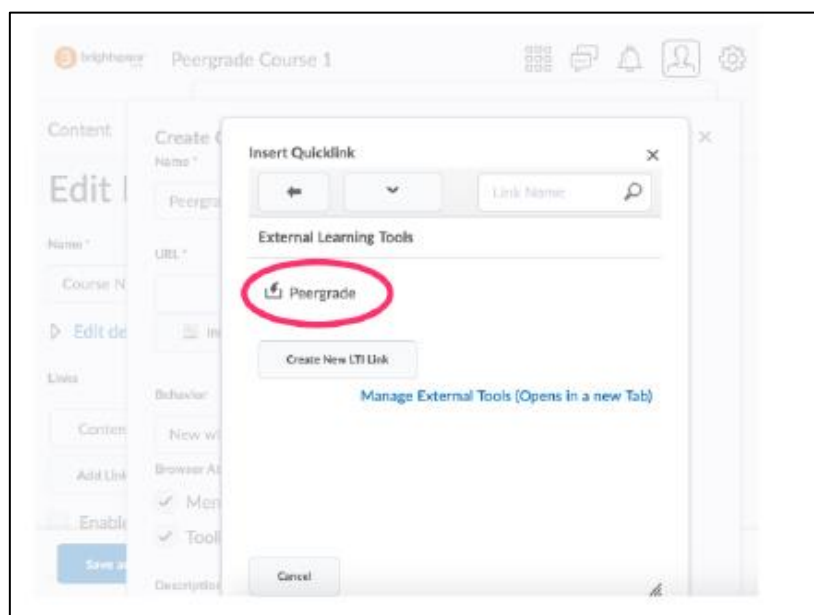 brightspace Peergrade Course 1
Content
Create
Edit
Name *
Name *
Peergra
Course N
URL *
Edit de
Links
Behavior
Conten
New wi
Add Link
Browser
Men
Enable
Tool
Save
Description
Insert Quicklink
Link Name
External Learning Tools
Peergrade
Create New LTI Link
Manage External Tools (Opens in a new Tab)
Cancel